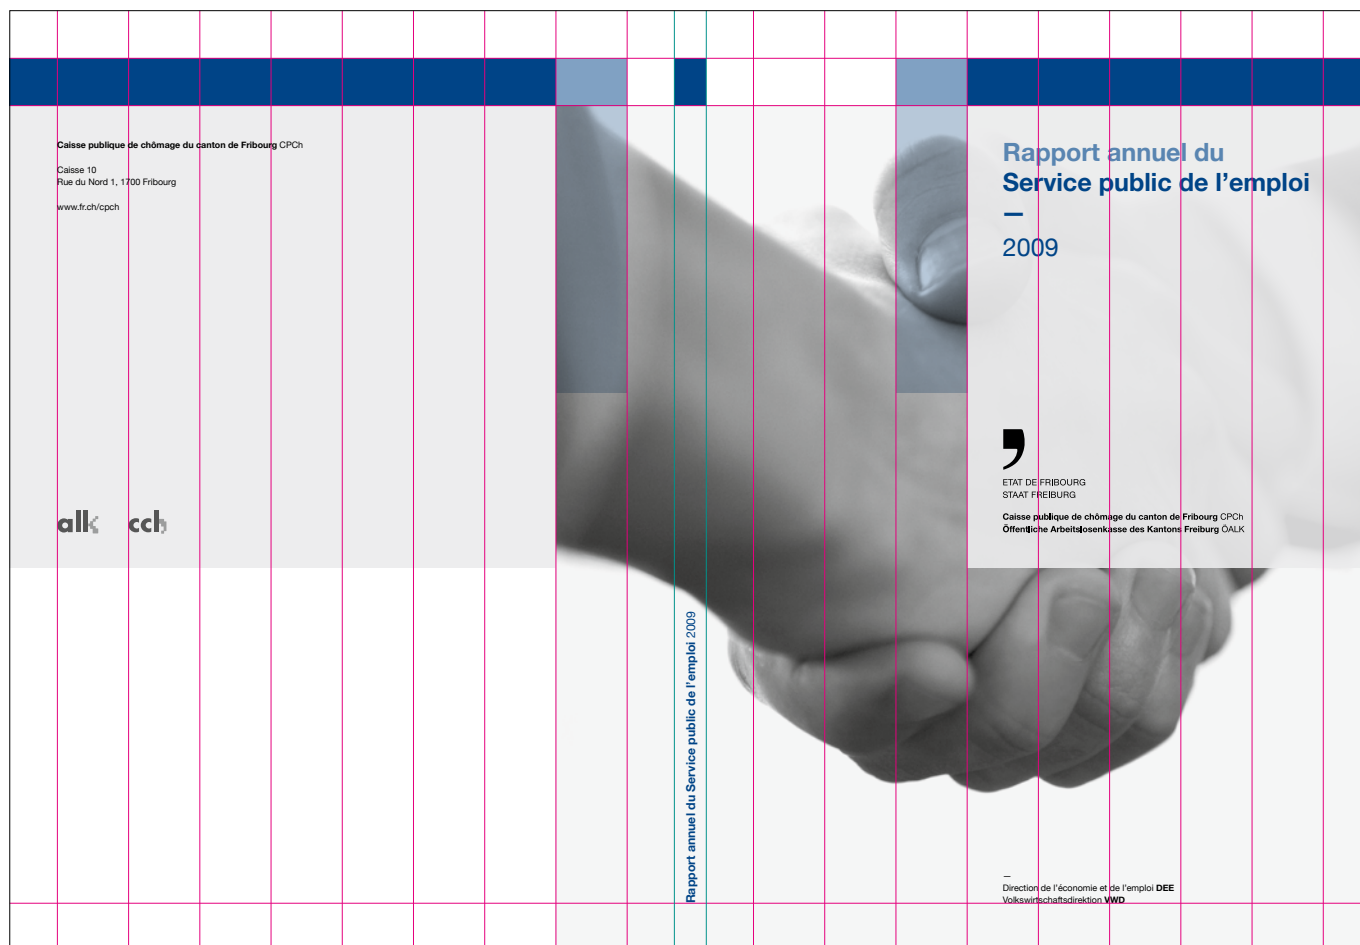 Caisse publique de chômage du canton de Fribourg CPCh
Caisse 10
Rue du Nord 1, 1700 Fribourg
www.fr.ch/cpch
alk cch
Rapport annuel du Service public de l'emploi 2009
Rapport annuel du
Service public de l'emploi
—
2009
ETAT DE FRIBOURG
STAAT FREIBURG
Caisse publique de chômage du canton de Fribourg CPCh
Öffentliche Arbeitslosenkasse des Kantons Freiburg ÖALK
—
Direction de l'économie et de l'emploi DEE
Volkswirtschaftsdirektion VWD